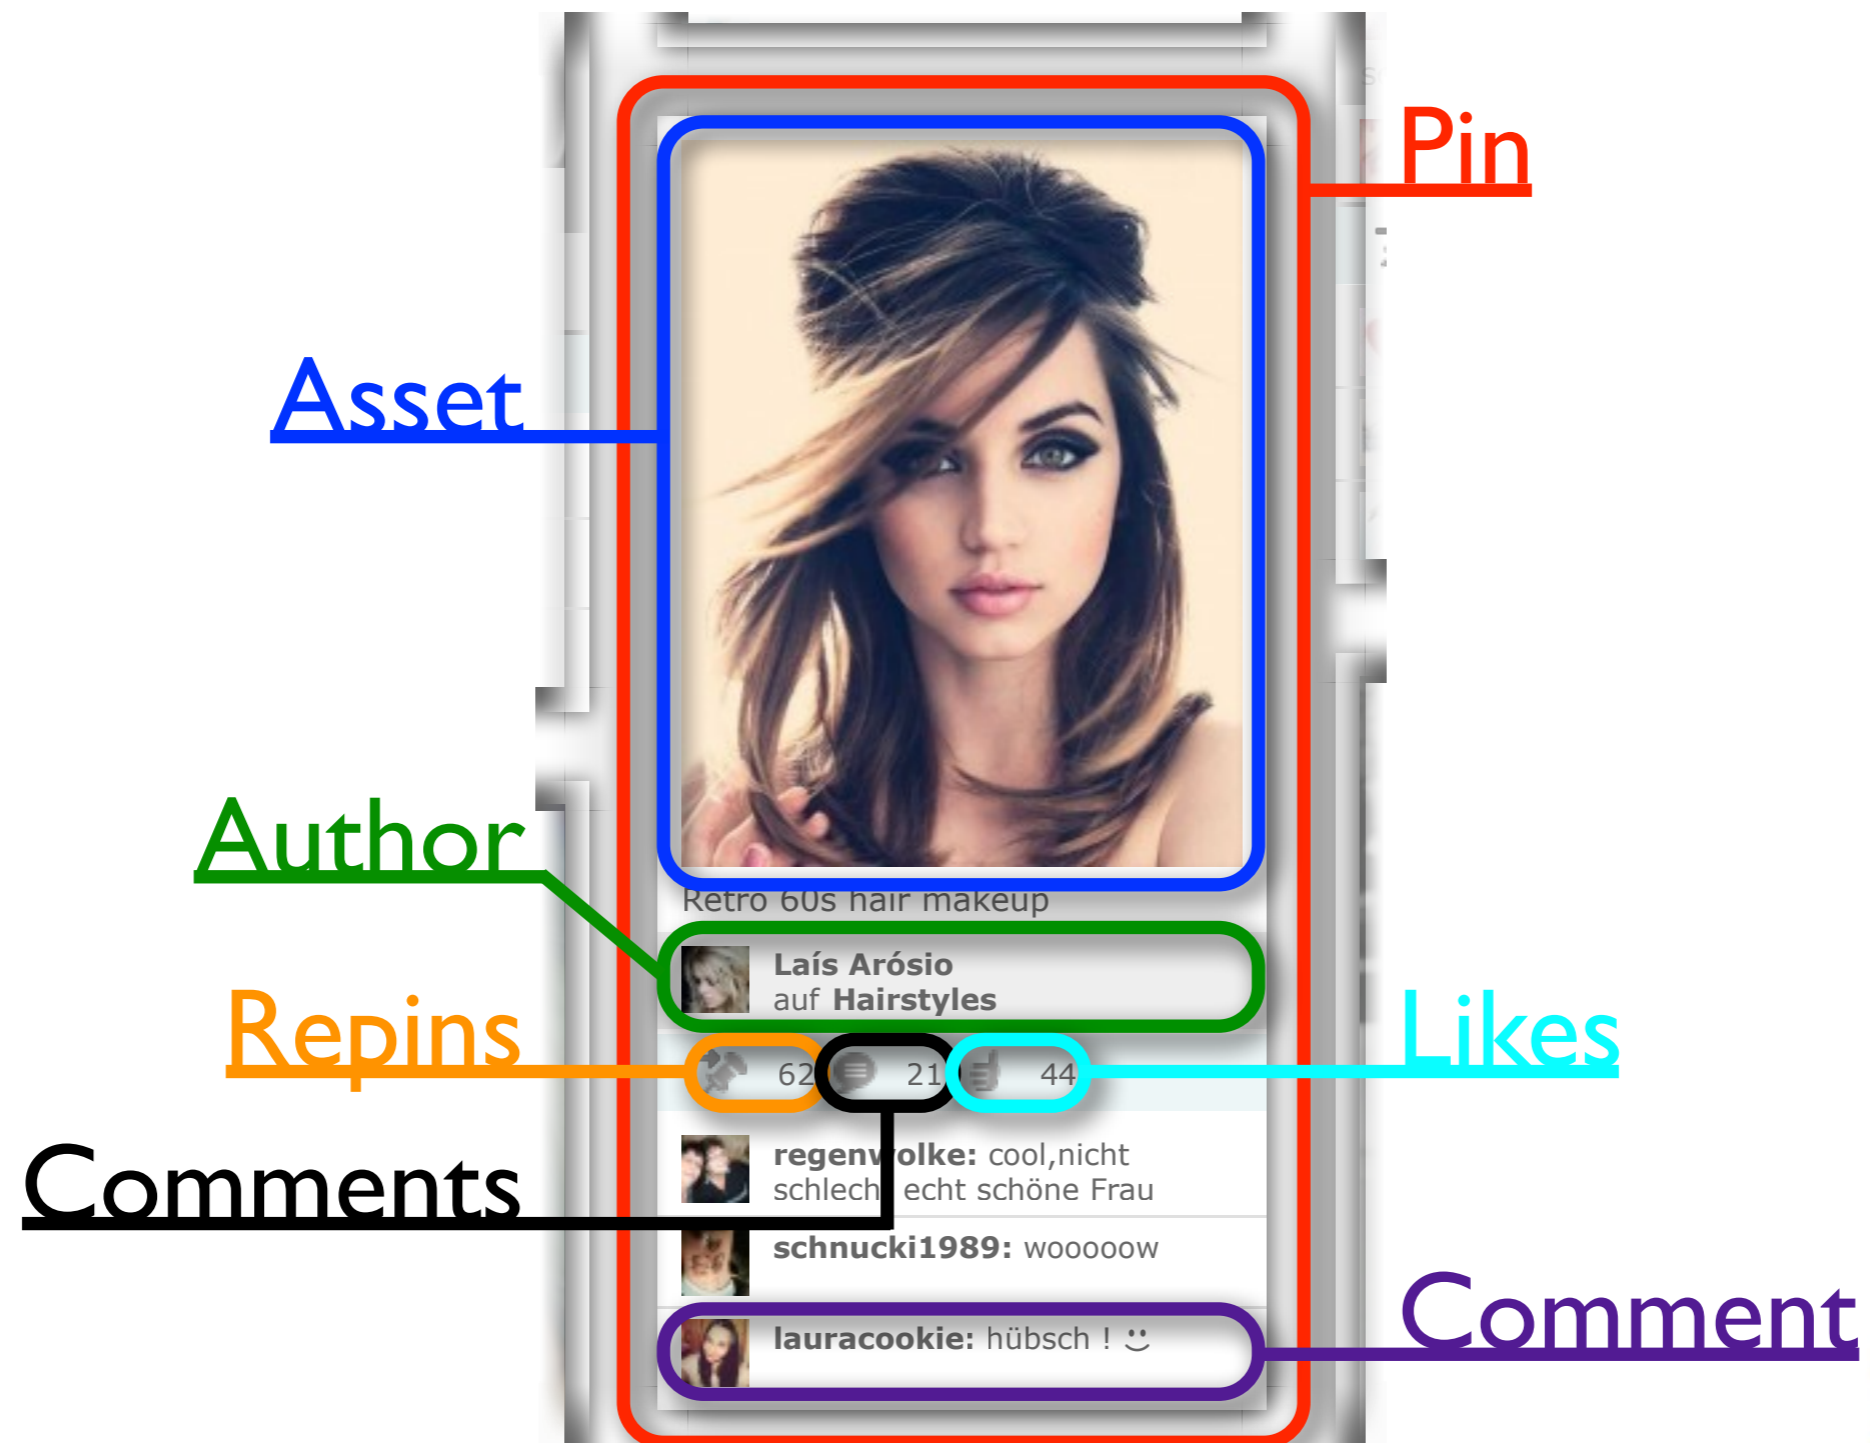 Pin
Asset
Retro 60s hair makeup
Author
Laís Arósio
auf Hairstyles
Repins
Likes
62
21
44
Comments
regenwolke: cool,nicht
schlecht echt schöne Frau
schnucki1989: wooooow
Comment
lauracookie: hübsch !